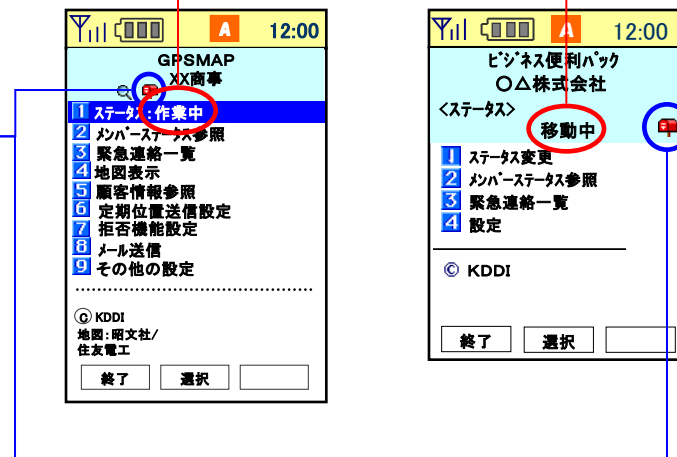 A 12:00
GPSMAP
XX商事
1 ｽﾃｰﾀｽ:作業中
2 ﾒﾝﾊﾞｰｽﾃｰﾀｽ参照
3 緊急連絡一覧
4 地図表示
5 顧客情報参照
6 定期位置送信設定
7 拒否機能設定
8 ﾒｰﾙ送信
9 その他の設定
© KDDI
地図:昭文社/
住友電工
終了 選択
A 12:00
ﾋﾞｼﾞﾈｽ便利ﾊﾟｯｸ
○△株式会社
<ｽﾃｰﾀｽ>
移動中
1 ｽﾃｰﾀｽ変更
2 ﾒﾝﾊﾞｰｽﾃｰﾀｽ参照
3 緊急連絡一覧
4 設定
© KDDI
終了 選択